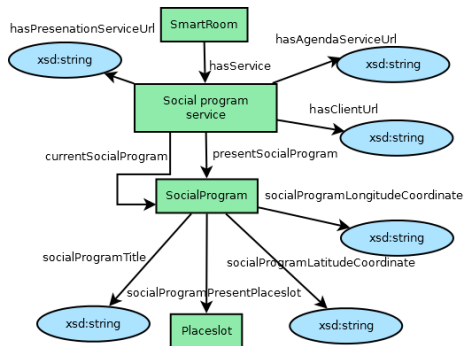 SmartRoom
hasPresenationServiceUrl
hasAgendaServiceUrl
xsd:string
hasService
xsd:string
Social program
service
hasClientUrl
xsd:string
currentSocialProgram
presentSocialProgram
SocialProgram
socialProgramLongitudeCoordinate
xsd:string
socialProgramTitle
socialProgramLatitudeCoordinate
socialProgramPresentPlaceslot
xsd:string
Placeslot
xsd:string